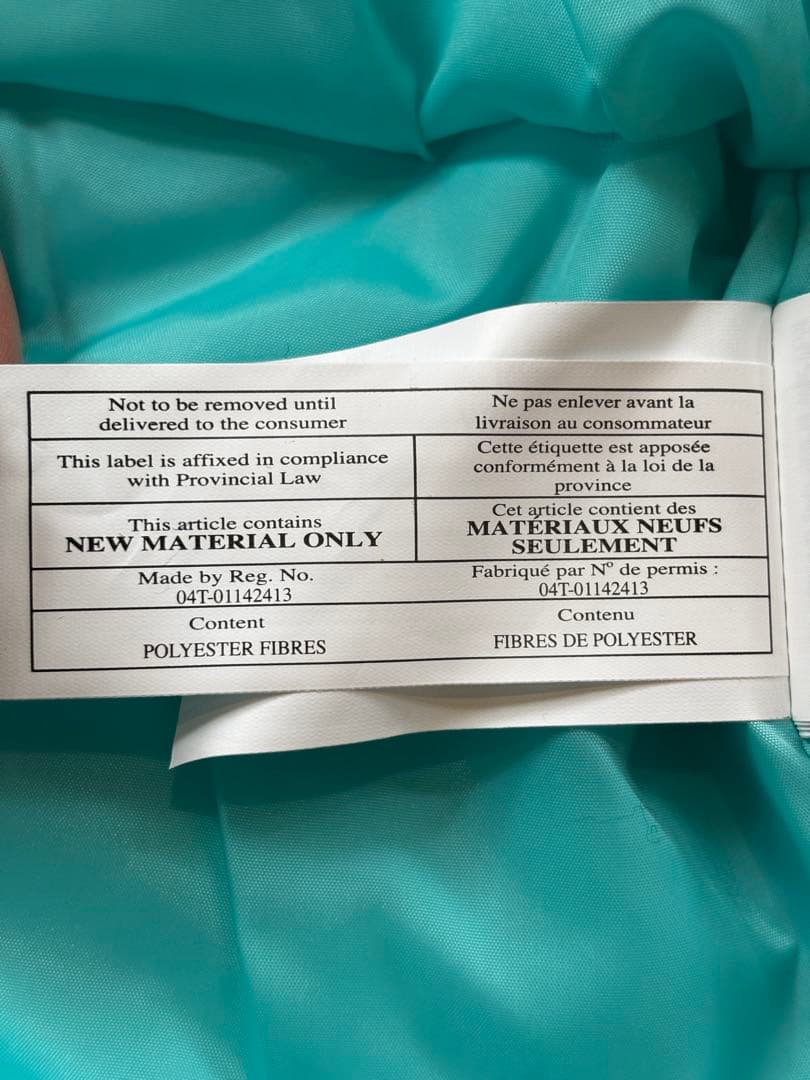 Not to be removed until
delivered to the consumer
Ne pas enlever avant la
livraison au consommateur
This label is affixed in compliance
with Provincial Law
Cette étiquette est apposée
conformément à la loi de la
province
This article contains
NEW MATERIAL ONLY
Cet article contient des
MATÉRIAUX NEUFS
SEULEMENT
Made by Reg. No.
04T-01142413
Fabriqué par Nº de permis :
04T-01142413
Content
POLYESTER FIBRES
Contenu
FIBRES DE POLYESTER